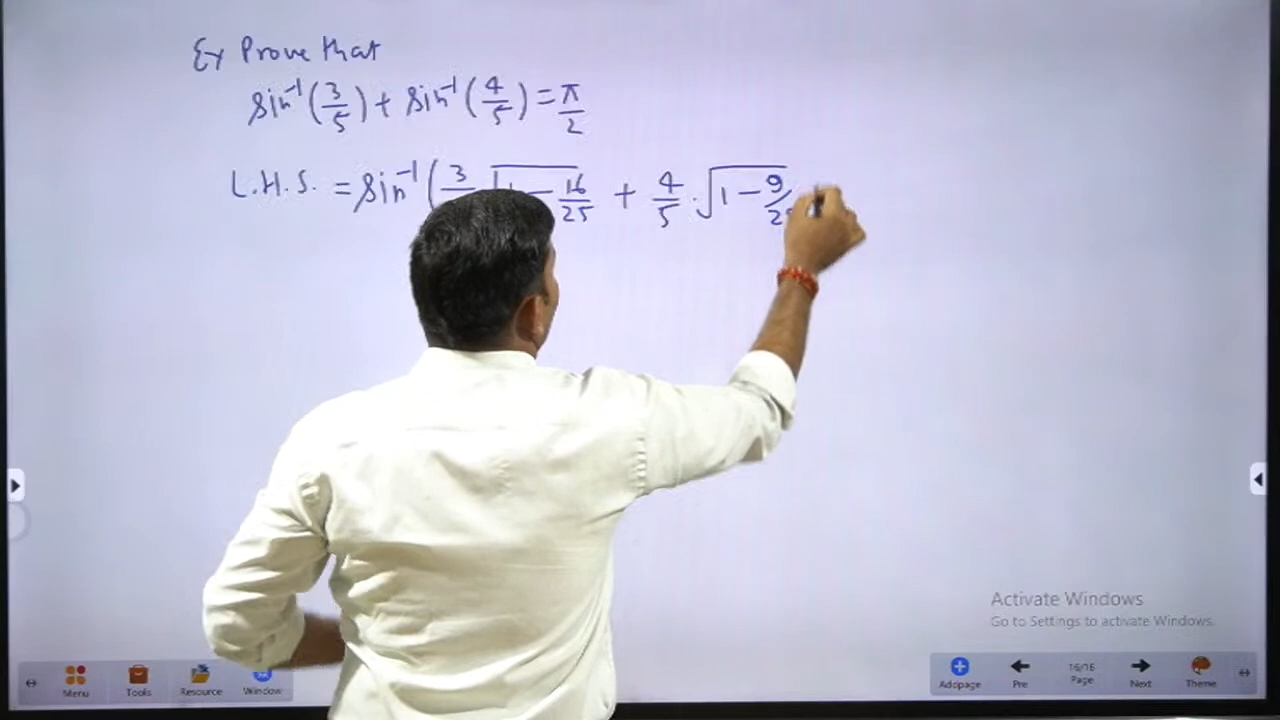 Ex Prove that
sin⁻¹(3/5) + sin⁻¹(4/5) = π/2
L.H.S. = sin⁻¹(3 √1 − 16/25 + 4/5 . √1 − 9/2
Activate Windows
Go to Settings to activate Windows.
Menu Tools Resource Window
Addpage Pre 16/16 Page Next Theme